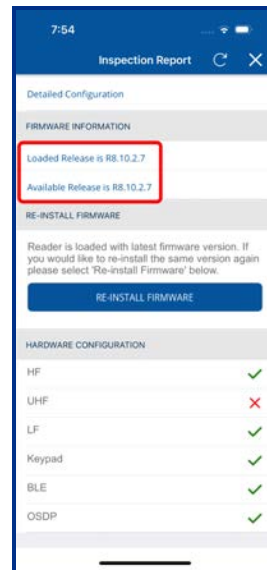 7:54
Inspection Report
Detailed Configuration
FIRMWARE INFORMATION
Loaded Release is R8.10.2.7
Available Release is R8.10.2.7
RE-INSTALL FIRMWARE
Reader is loaded with latest firmware version. If
you would like to re-install the same version again
please select 'Re-install Firmware' below.
RE-INSTALL FIRMWARE
HARDWARE CONFIGURATION
HF
UHF
LF
Keypad
BLE
OSDP